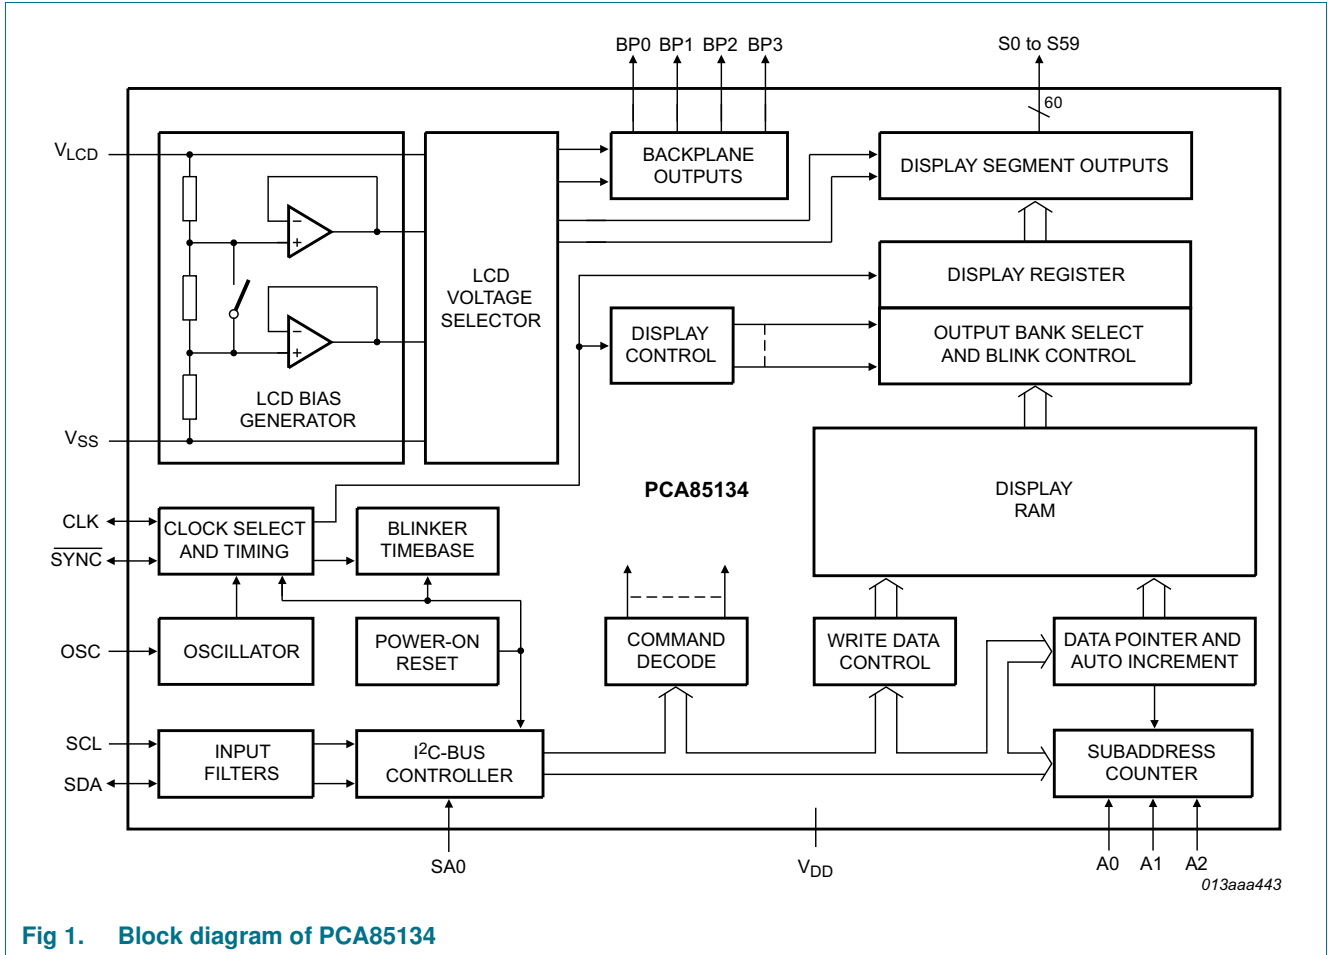 BP0 BP1 BP2 BP3
S0 to S59
60
VLCD
BACKPLANE
OUTPUTS
DISPLAY SEGMENT OUTPUTS
−
+
LCD
VOLTAGE
SELECTOR
DISPLAY REGISTER
−
+
DISPLAY
CONTROL
OUTPUT BANK SELECT
AND BLINK CONTROL
LCD BIAS
GENERATOR
VSS
PCA85134
DISPLAY
RAM
CLK
SYNC
CLOCK SELECT
AND TIMING
BLINKER
TIMEBASE
OSC
OSCILLATOR
POWER-ON
RESET
COMMAND
DECODE
WRITE DATA
CONTROL
DATA POINTER AND
AUTO INCREMENT
SCL
SDA
INPUT
FILTERS
I2C-BUS
CONTROLLER
SUBADDRESS
COUNTER
SA0
VDD
A0 A1 A2
013aaa443
Fig 1. Block diagram of PCA85134